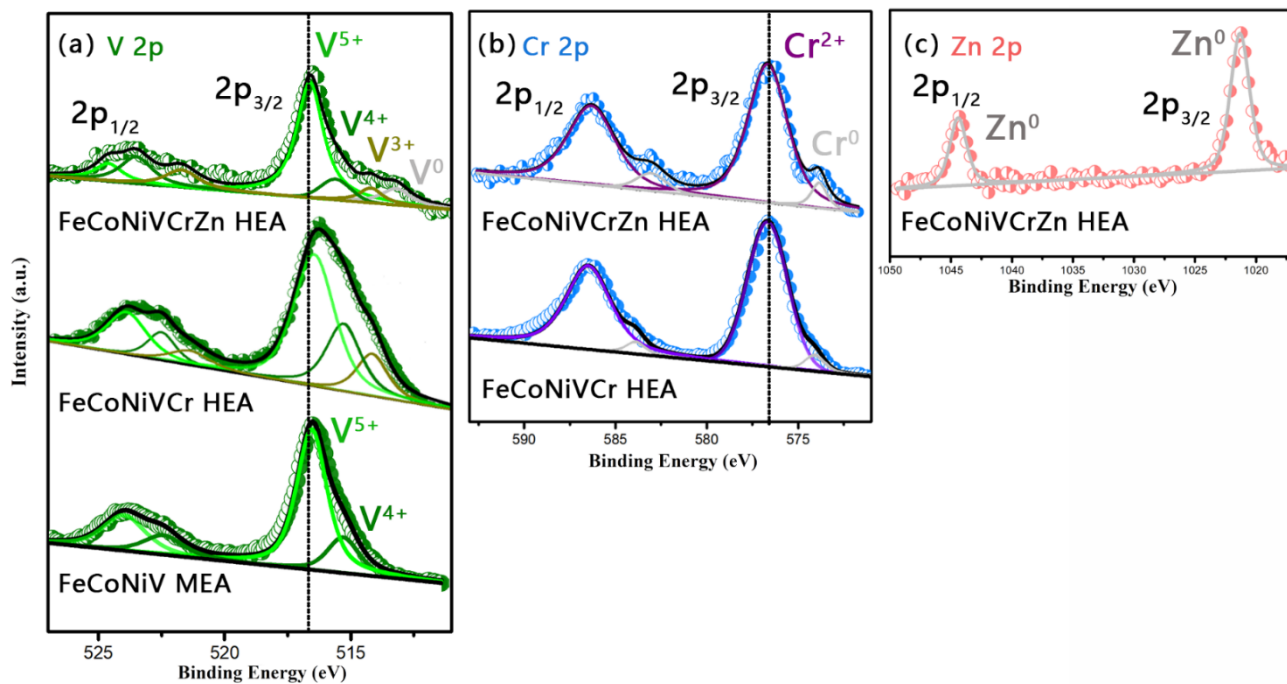 (a) V 2p
V⁵⁺
2p₃/₂
2p₁/₂
V⁴⁺
V³⁺
V⁰
FeCoNiVCrZn HEA
FeCoNiVCr HEA
V⁵⁺
V⁴⁺
FeCoNiV MEA
525 520 515
Binding Energy (eV)
Intensity (a.u.)
(b) Cr 2p
Cr²⁺
2p₁/₂
2p₃/₂
Cr⁰
FeCoNiVCrZn HEA
FeCoNiVCr HEA
590 585 580 575
Binding Energy (eV)
(c) Zn 2p
Zn⁰
2p₁/₂
2p₃/₂
Zn⁰
FeCoNiVCrZn HEA
1050 1045 1040 1035 1030 1025 1020
Binding Energy (eV)